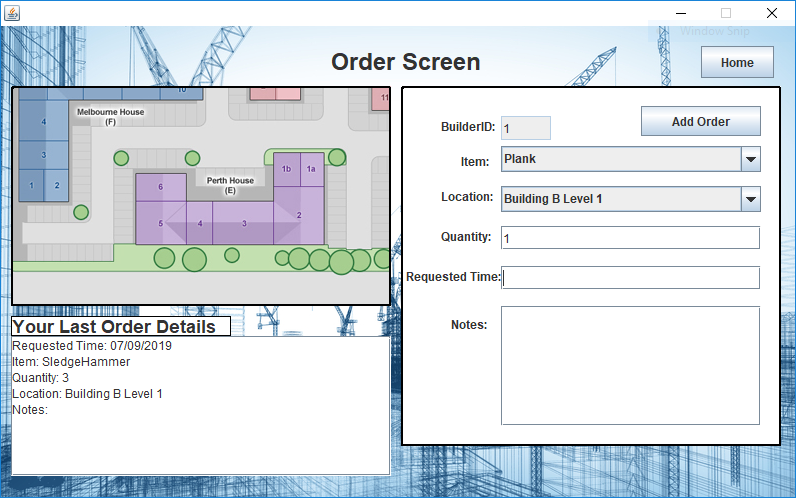 Window Snip
Order Screen
Home
10
11
Melbourne House
(F)
4
3
1
2
1b
1a
6
Perth House
(E)
5
4
3
2
Your Last Order Details
Requested Time: 07/09/2019
Item: SledgeHammer
Quantity: 3
Location: Building B Level 1
Notes:
BuilderID:
1
Add Order
Item:
Plank
Location:
Building B Level 1
Quantity:
1
Requested Time:
Notes: